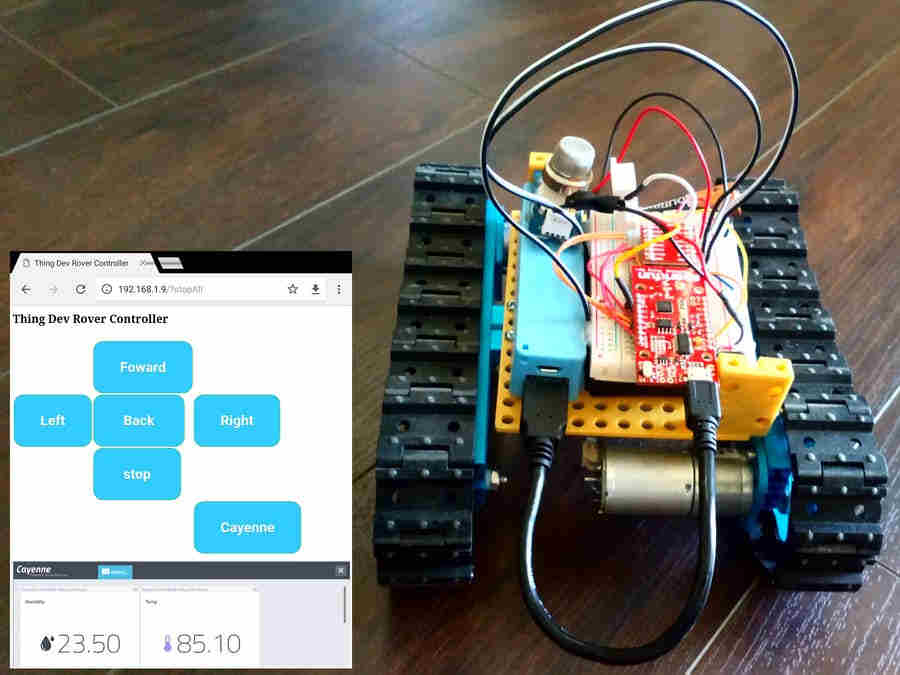 Thing Dev Rover Controller
192.168.1.9/?stopAll
Thing Dev Rover Controller
Foward
Left
Back
Right
stop
Cayenne
Cayenne
Humidity
Temp
23.50
85.10
sparkfun